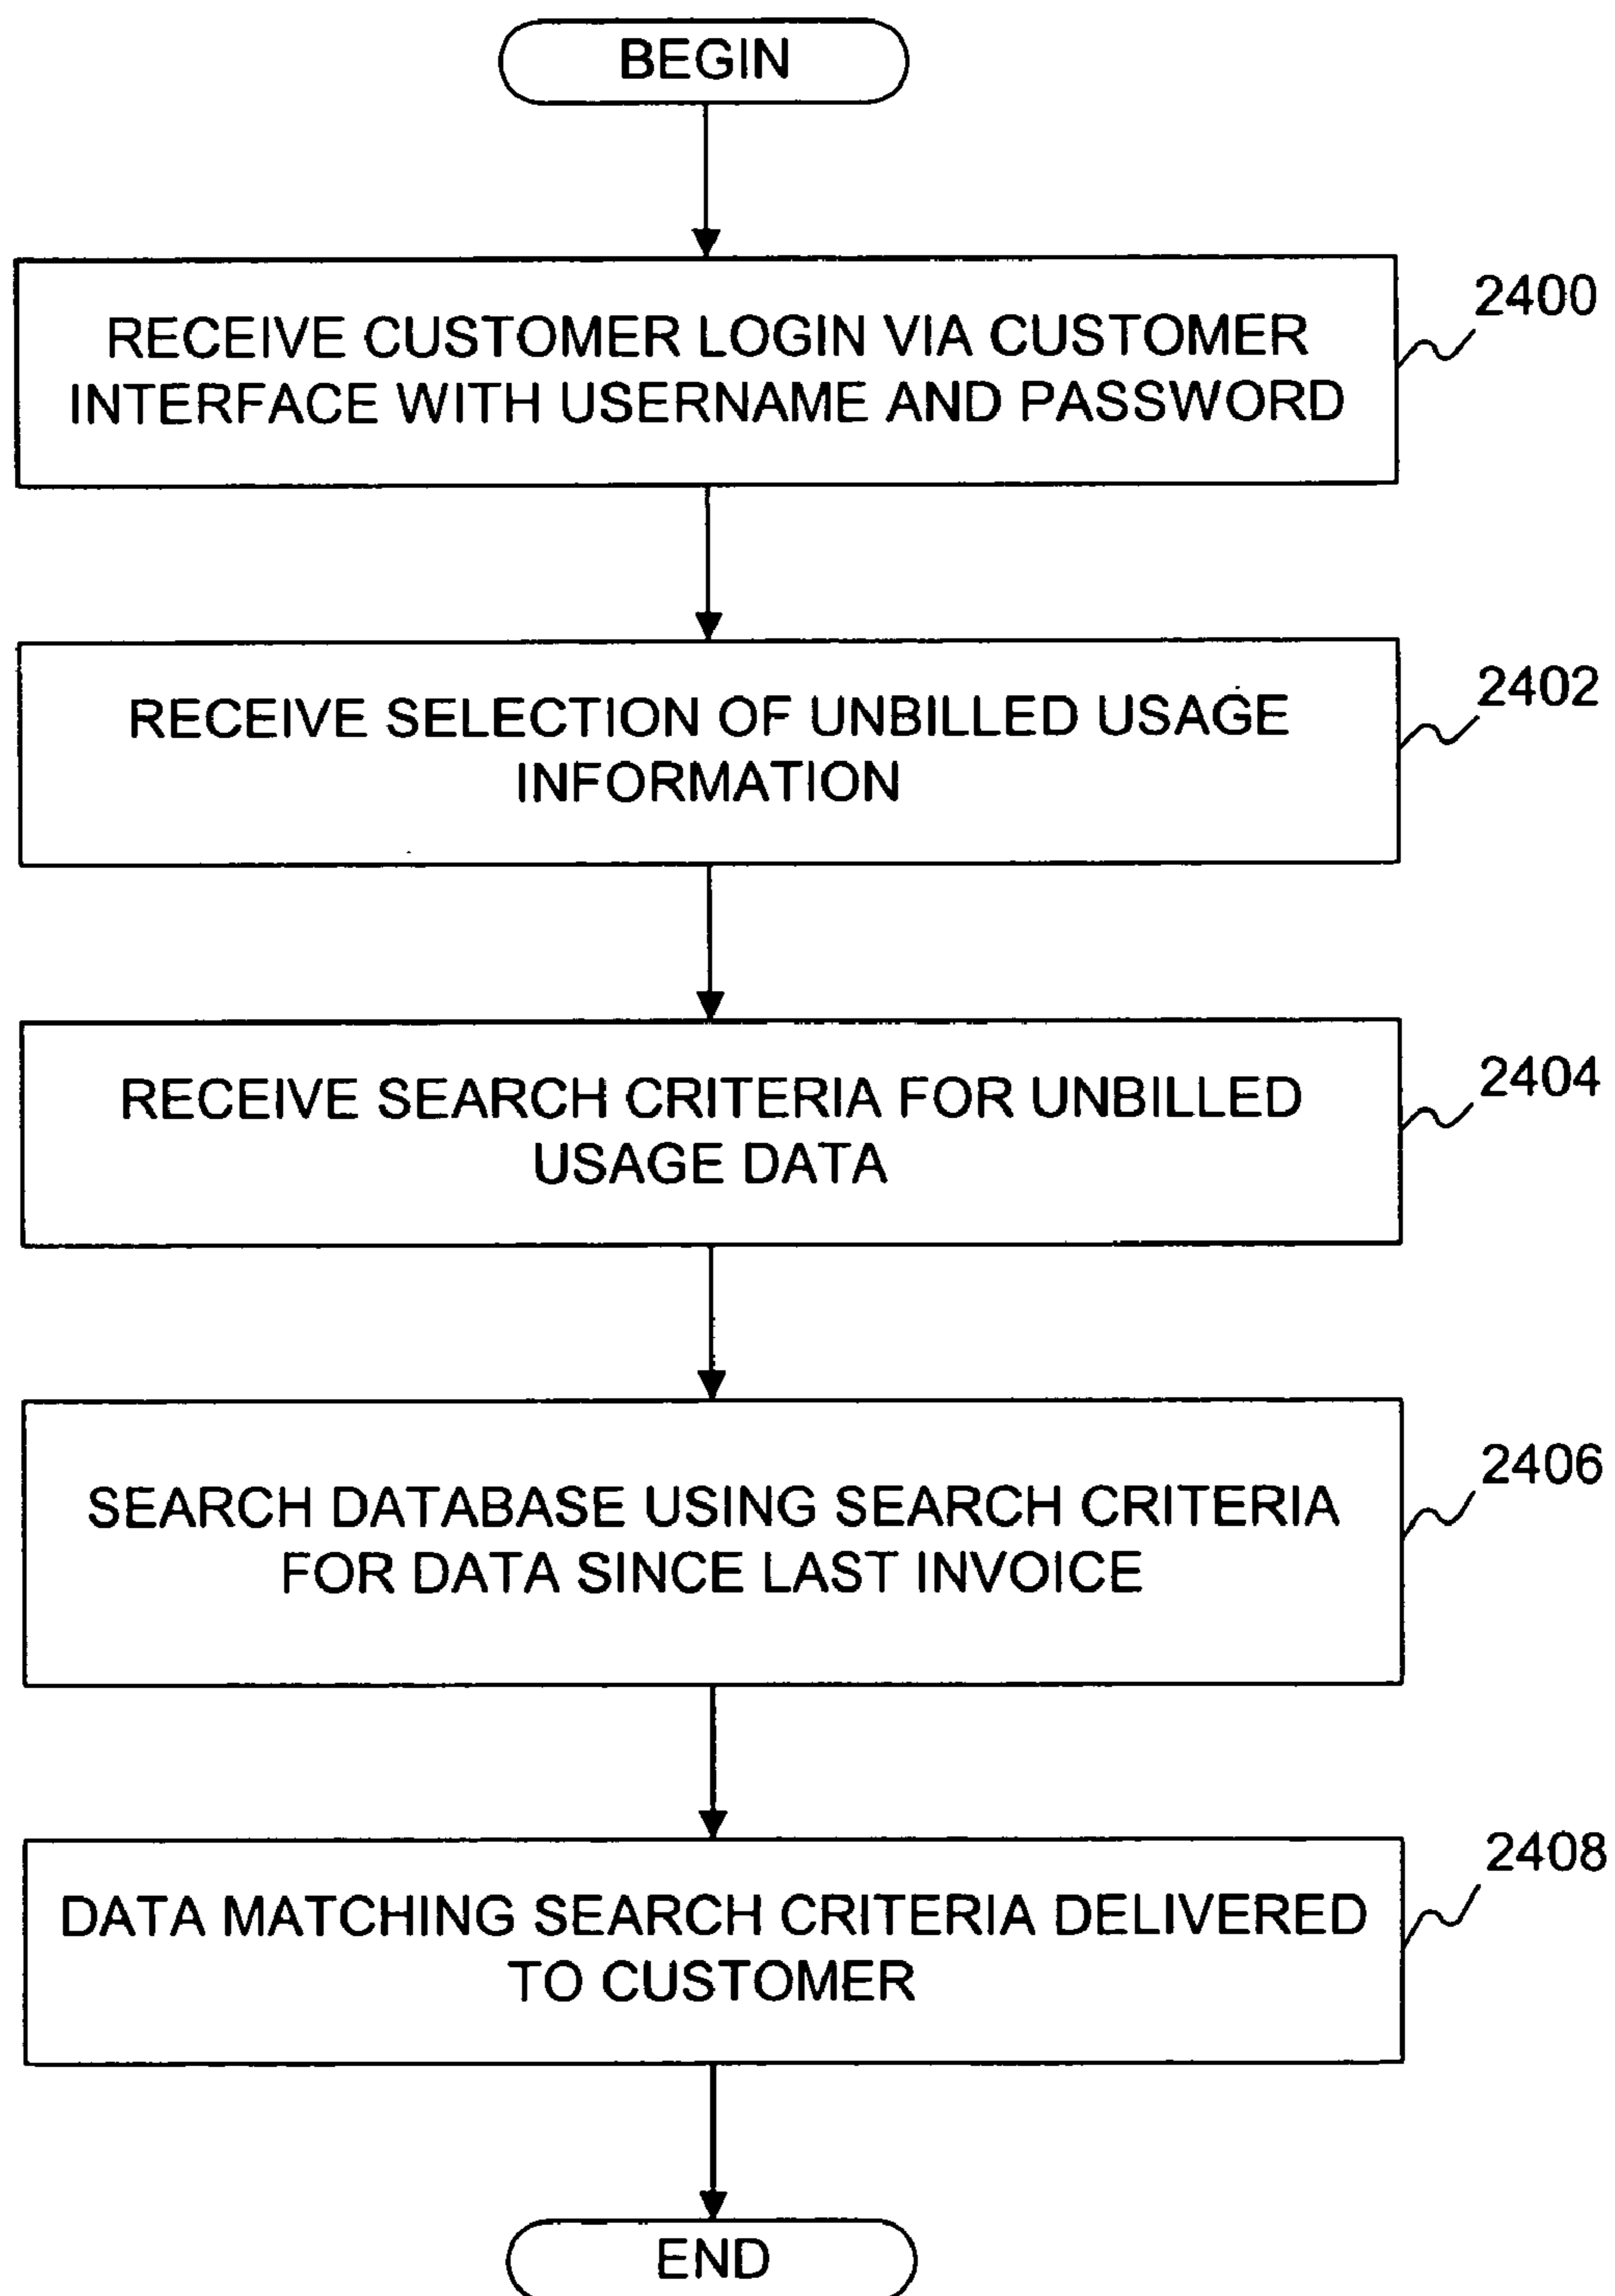 BEGIN
RECEIVE CUSTOMER LOGIN VIA CUSTOMER
INTERFACE WITH USERNAME AND PASSWORD
2400
RECEIVE SELECTION OF UNBILLED USAGE
INFORMATION
2402
RECEIVE SEARCH CRITERIA FOR UNBILLED
USAGE DATA
2404
SEARCH DATABASE USING SEARCH CRITERIA
FOR DATA SINCE LAST INVOICE
2406
DATA MATCHING SEARCH CRITERIA DELIVERED
TO CUSTOMER
2408
END